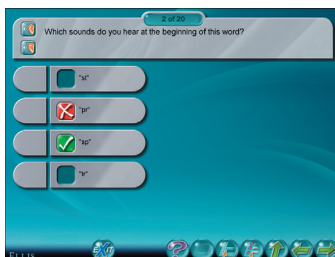 2 of 20
Which sounds do you hear at the beginning of this word?
"st"
"pr"
"sp"
"tr"
EXIT
ELLIS